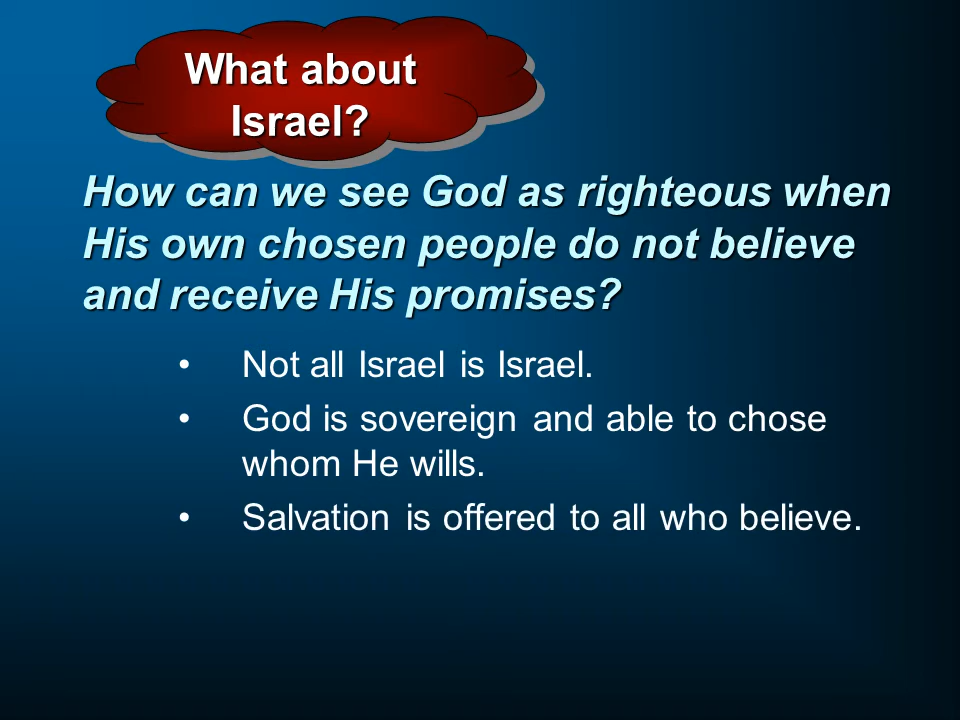 What about
Israel?
How can we see God as righteous when
His own chosen people do not believe
and receive His promises?
• Not all Israel is Israel.
• God is sovereign and able to chose
whom He wills.
• Salvation is offered to all who believe.